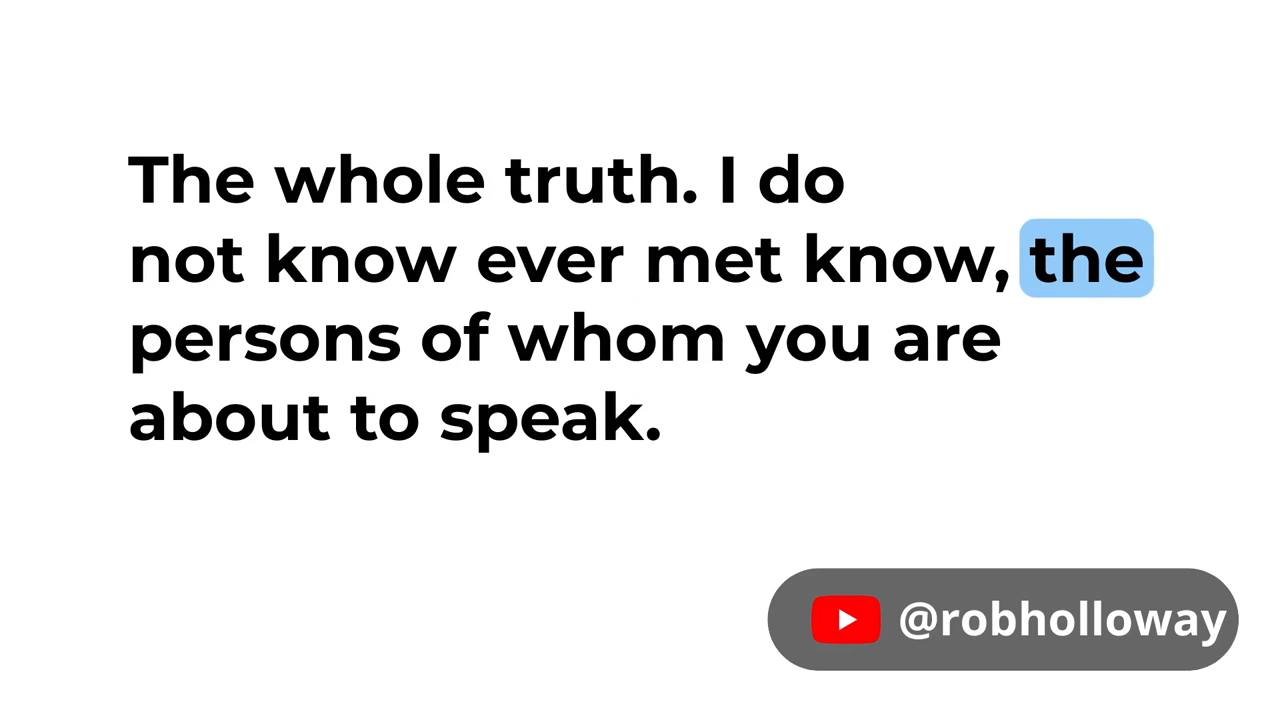 The whole truth. I do
not know ever met know, the
persons of whom you are
about to speak.
@robholloway